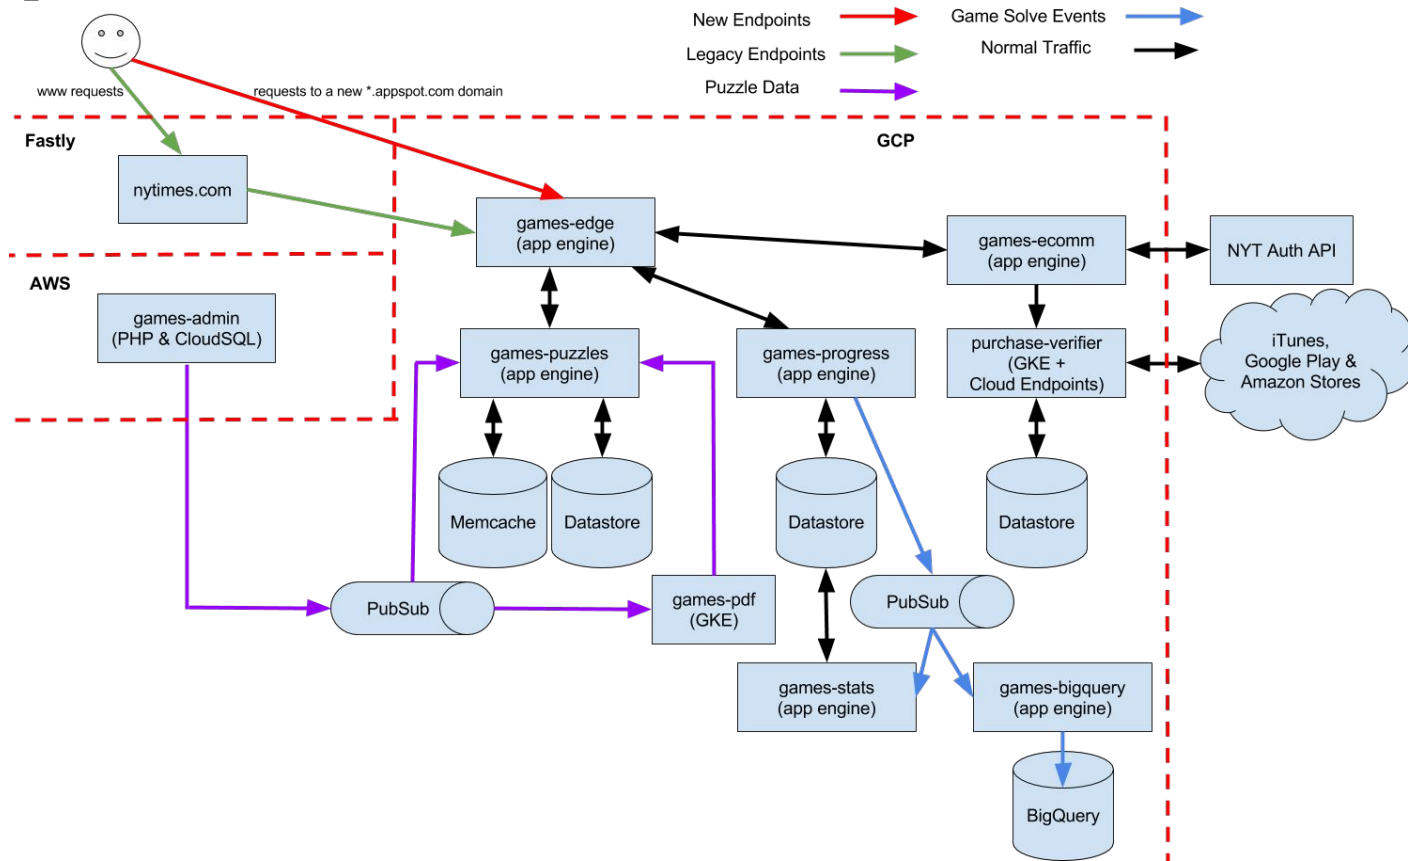 New Endpoints
Game Solve Events
Legacy Endpoints
Normal Traffic
Puzzle Data
www requests
requests to a new *.appspot.com domain
Fastly
GCP
nytimes.com
games-edge
(app engine)
games-ecomm
(app engine)
NYT Auth API
AWS
games-admin
(PHP & CloudSQL)
games-puzzles
(app engine)
games-progress
(app engine)
purchase-verifier
(GKE +
Cloud Endpoints)
iTunes,
Google Play &
Amazon Stores
Memcache
Datastore
Datastore
Datastore
PubSub
games-pdf
(GKE)
PubSub
games-stats
(app engine)
games-bigquery
(app engine)
BigQuery